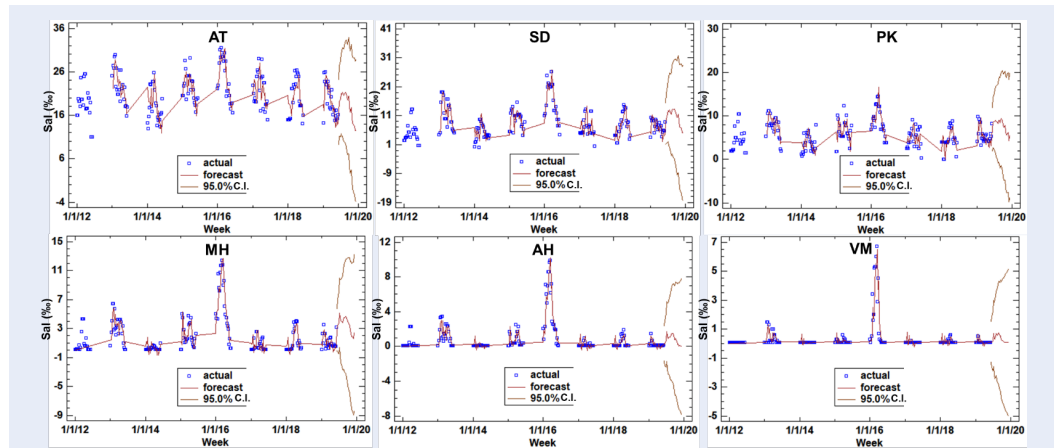 AT
Sal (‰)
36
26
16
6
-4
actual
forecast
95.0%C.I.
1/1/12 1/1/14 1/1/16 1/1/18 1/1/20
Week
SD
Sal (‰)
41
31
21
11
1
-9
-19
actual
forecast
95.0%C.I.
1/1/12 1/1/14 1/1/16 1/1/18 1/1/20
Week
PK
Sal (‰)
30
20
10
0
-10
actual
forecast
95.0%C.I.
1/1/12 1/1/14 1/1/16 1/1/18 1/1/20
Week
MH
Sal (‰)
15
11
7
3
-1
-5
-9
actual
forecast
95.0%C.I.
1/1/12 1/1/14 1/1/16 1/1/18 1/1/20
Week
AH
Sal (‰)
12
8
4
0
-4
-8
actual
forecast
95.0%C.I.
1/1/12 1/1/14 1/1/16 1/1/18 1/1/20
Week
VM
Sal (‰)
7
5
3
1
-1
-3
-5
actual
forecast
95.0%C.I.
1/1/12 1/1/14 1/1/16 1/1/18 1/1/20
Week